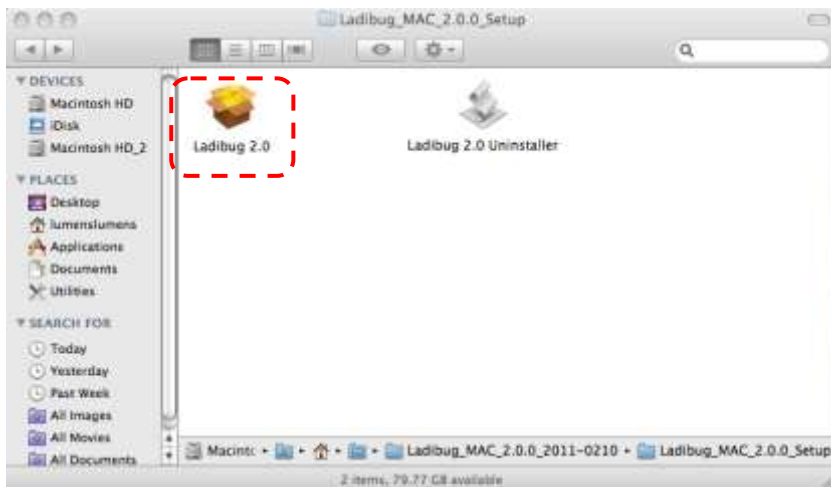 Ladibug_MAC_2.0.0_Setup
DEVICES
Macintosh HD
iDisk
Macintosh HD_2
PLACES
Desktop
lumenslumens
Applications
Documents
Utilities
SEARCH FOR
Today
Yesterday
Past Week
All Images
All Movies
All Documents
Ladibug 2.0
Ladibug 2.0 Uninstaller
Macintc
Ladibug_MAC_2.0.0_2011-0210
Ladibug_MAC_2.0.0_Setup
2 items, 79.77 GB available